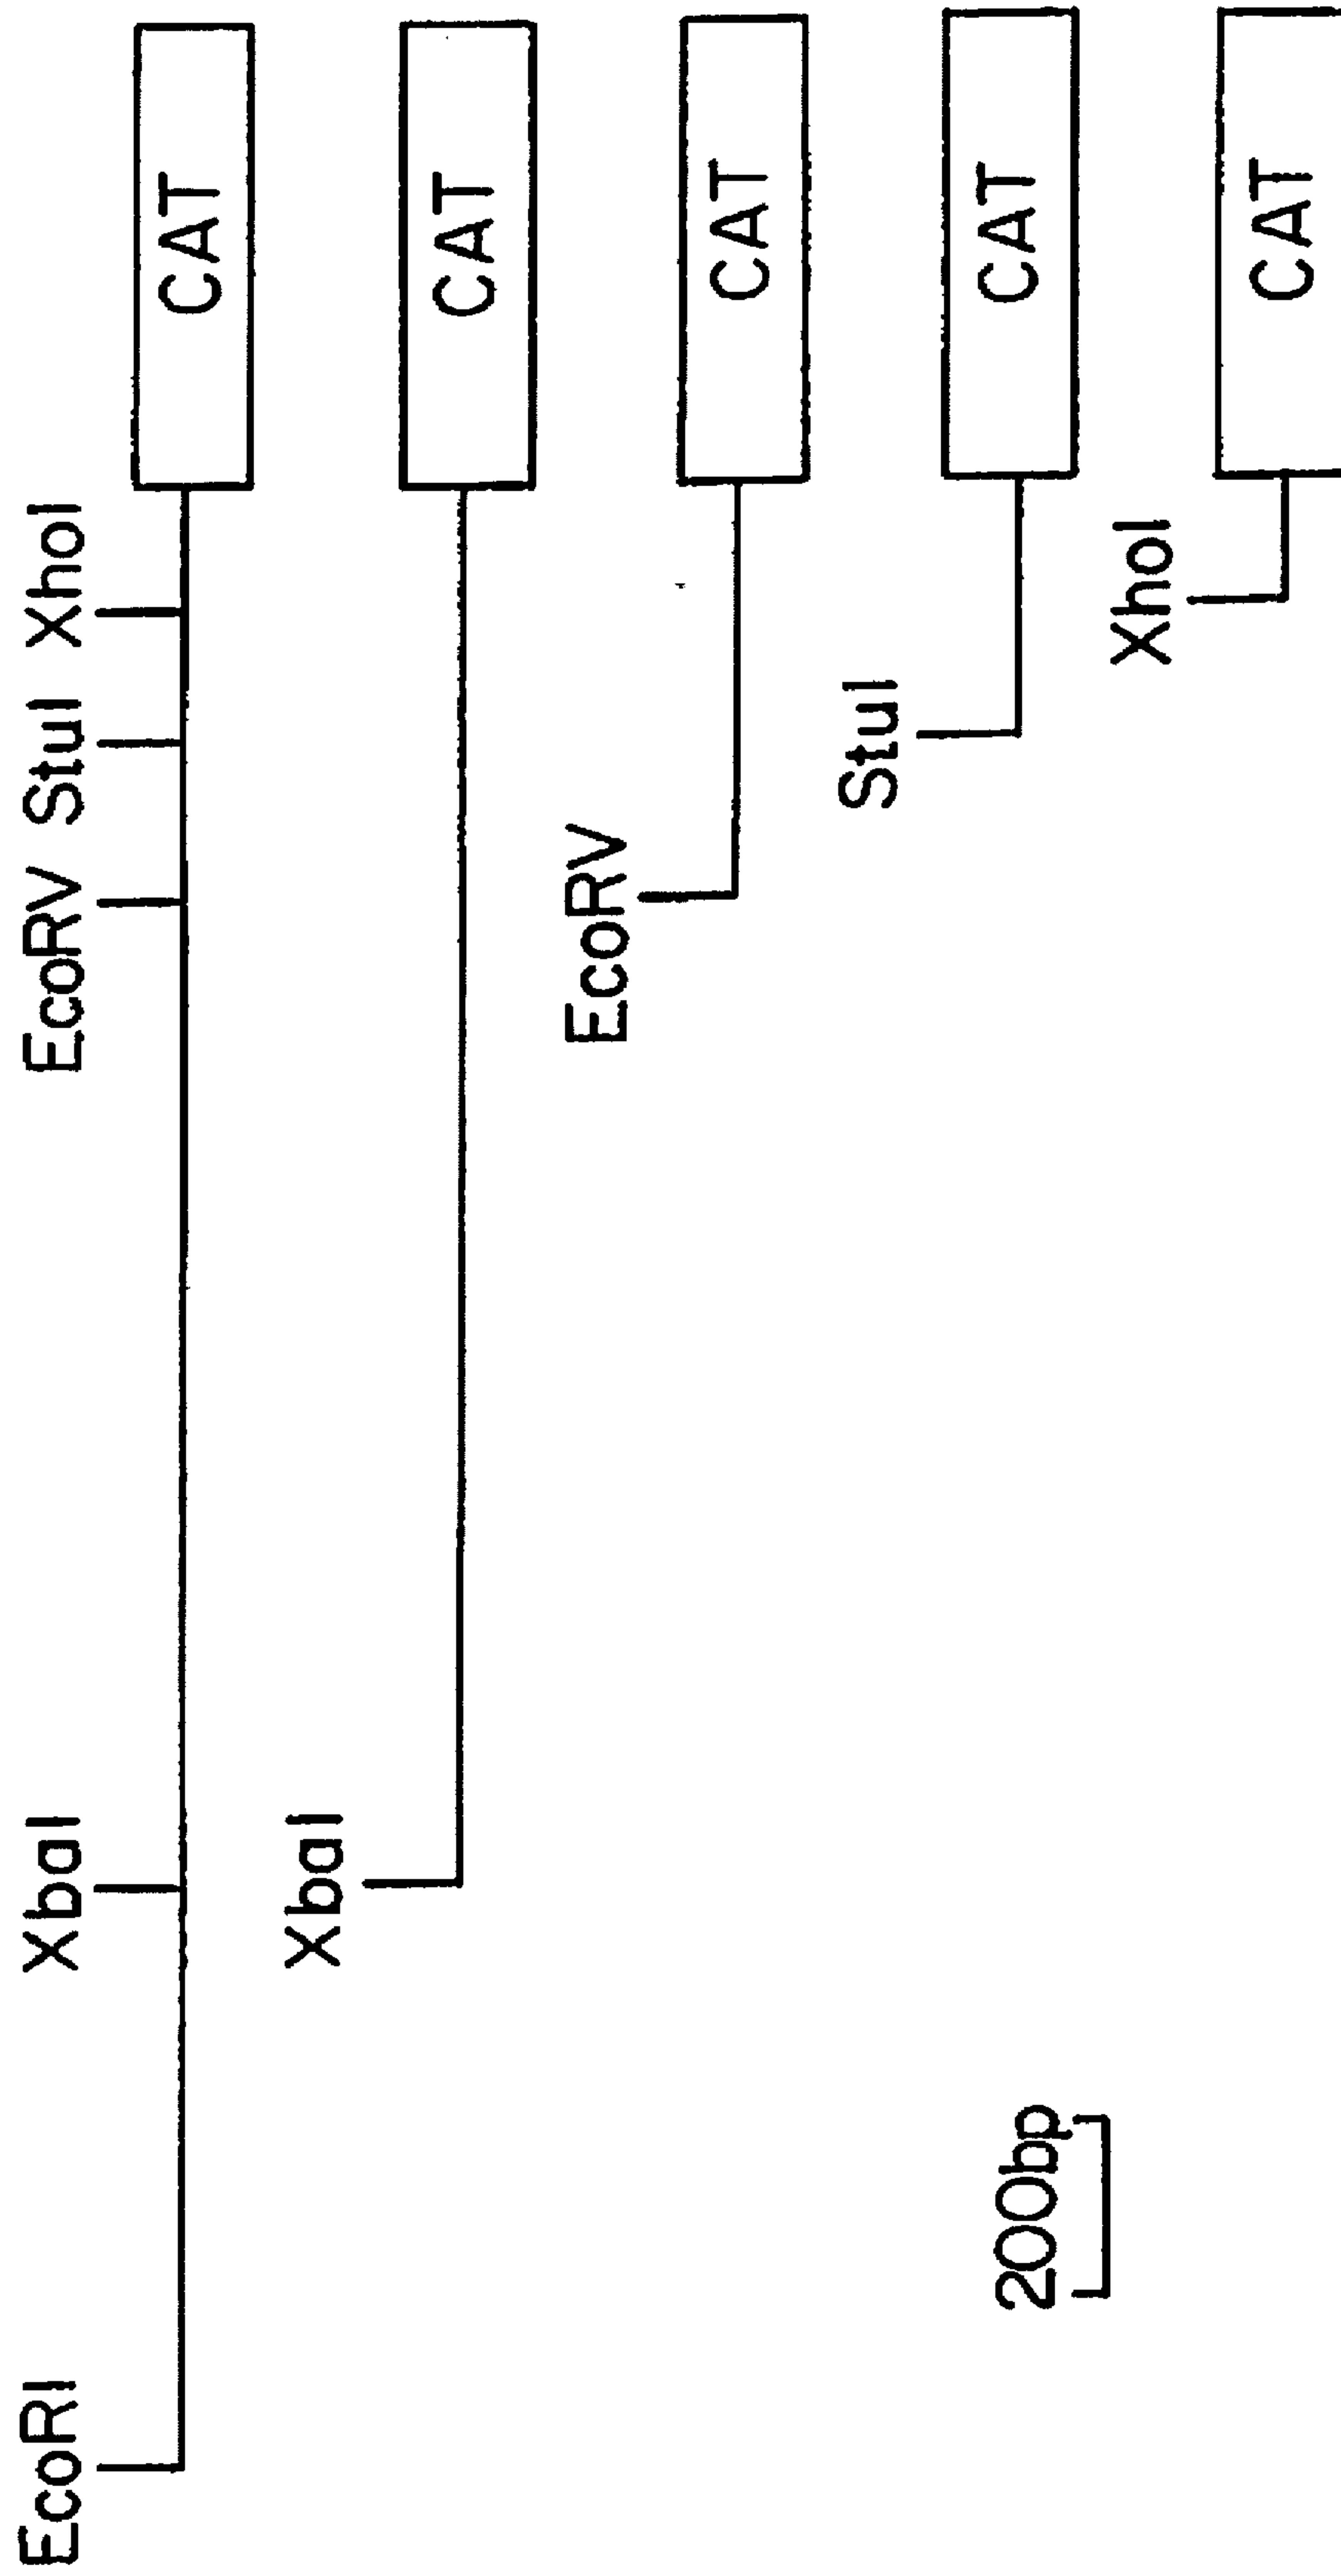 EcoRI XbaI EcoRV StuI XhoI
CAT
XbaI
CAT
EcoRV
CAT
StuI
CAT
XhoI
CAT
200bp